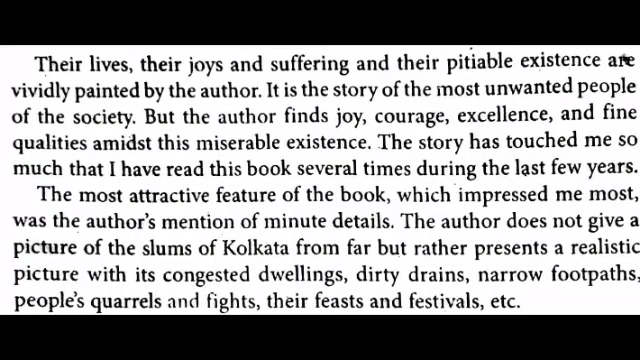 Their lives, their joys and suffering and their pitiable existence are
vividly painted by the author. It is the story of the most unwanted people
of the society. But the author finds joy, courage, excellence, and fine
qualities amidst this miserable existence. The story has touched me so
much that I have read this book several times during the last few years.
The most attractive feature of the book, which impressed me most,
was the author's mention of minute details. The author does not give a
picture of the slums of Kolkata from far but rather presents a realistic
picture with its congested dwellings, dirty drains, narrow footpaths,
people's quarrels and fights, their feasts and festivals, etc.